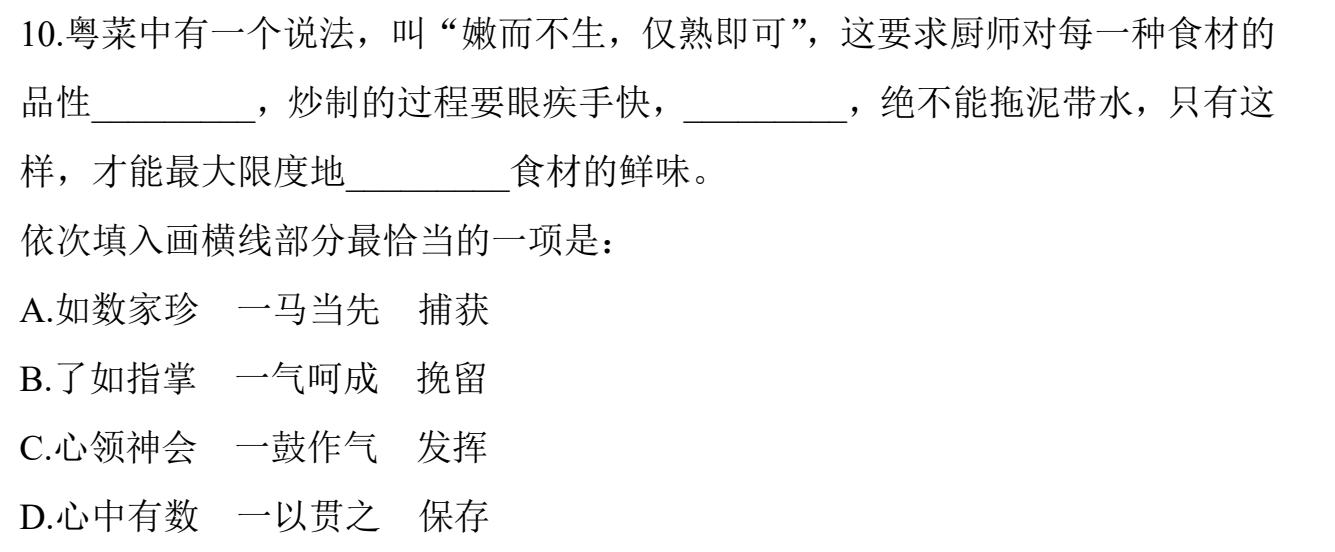 10.粤菜中有一个说法，叫“嫩而不生，仅熟即可”，这要求厨师对每一种食材的
品性_________，炒制的过程要眼疾手快，_________，绝不能拖泥带水，只有这
样，才能最大限度地_________食材的鲜味。
依次填入画横线部分最恰当的一项是：
A.如数家珍　一马当先　捕获
B.了如指掌　一气呵成　挽留
C.心领神会　一鼓作气　发挥
D.心中有数　一以贯之　保存